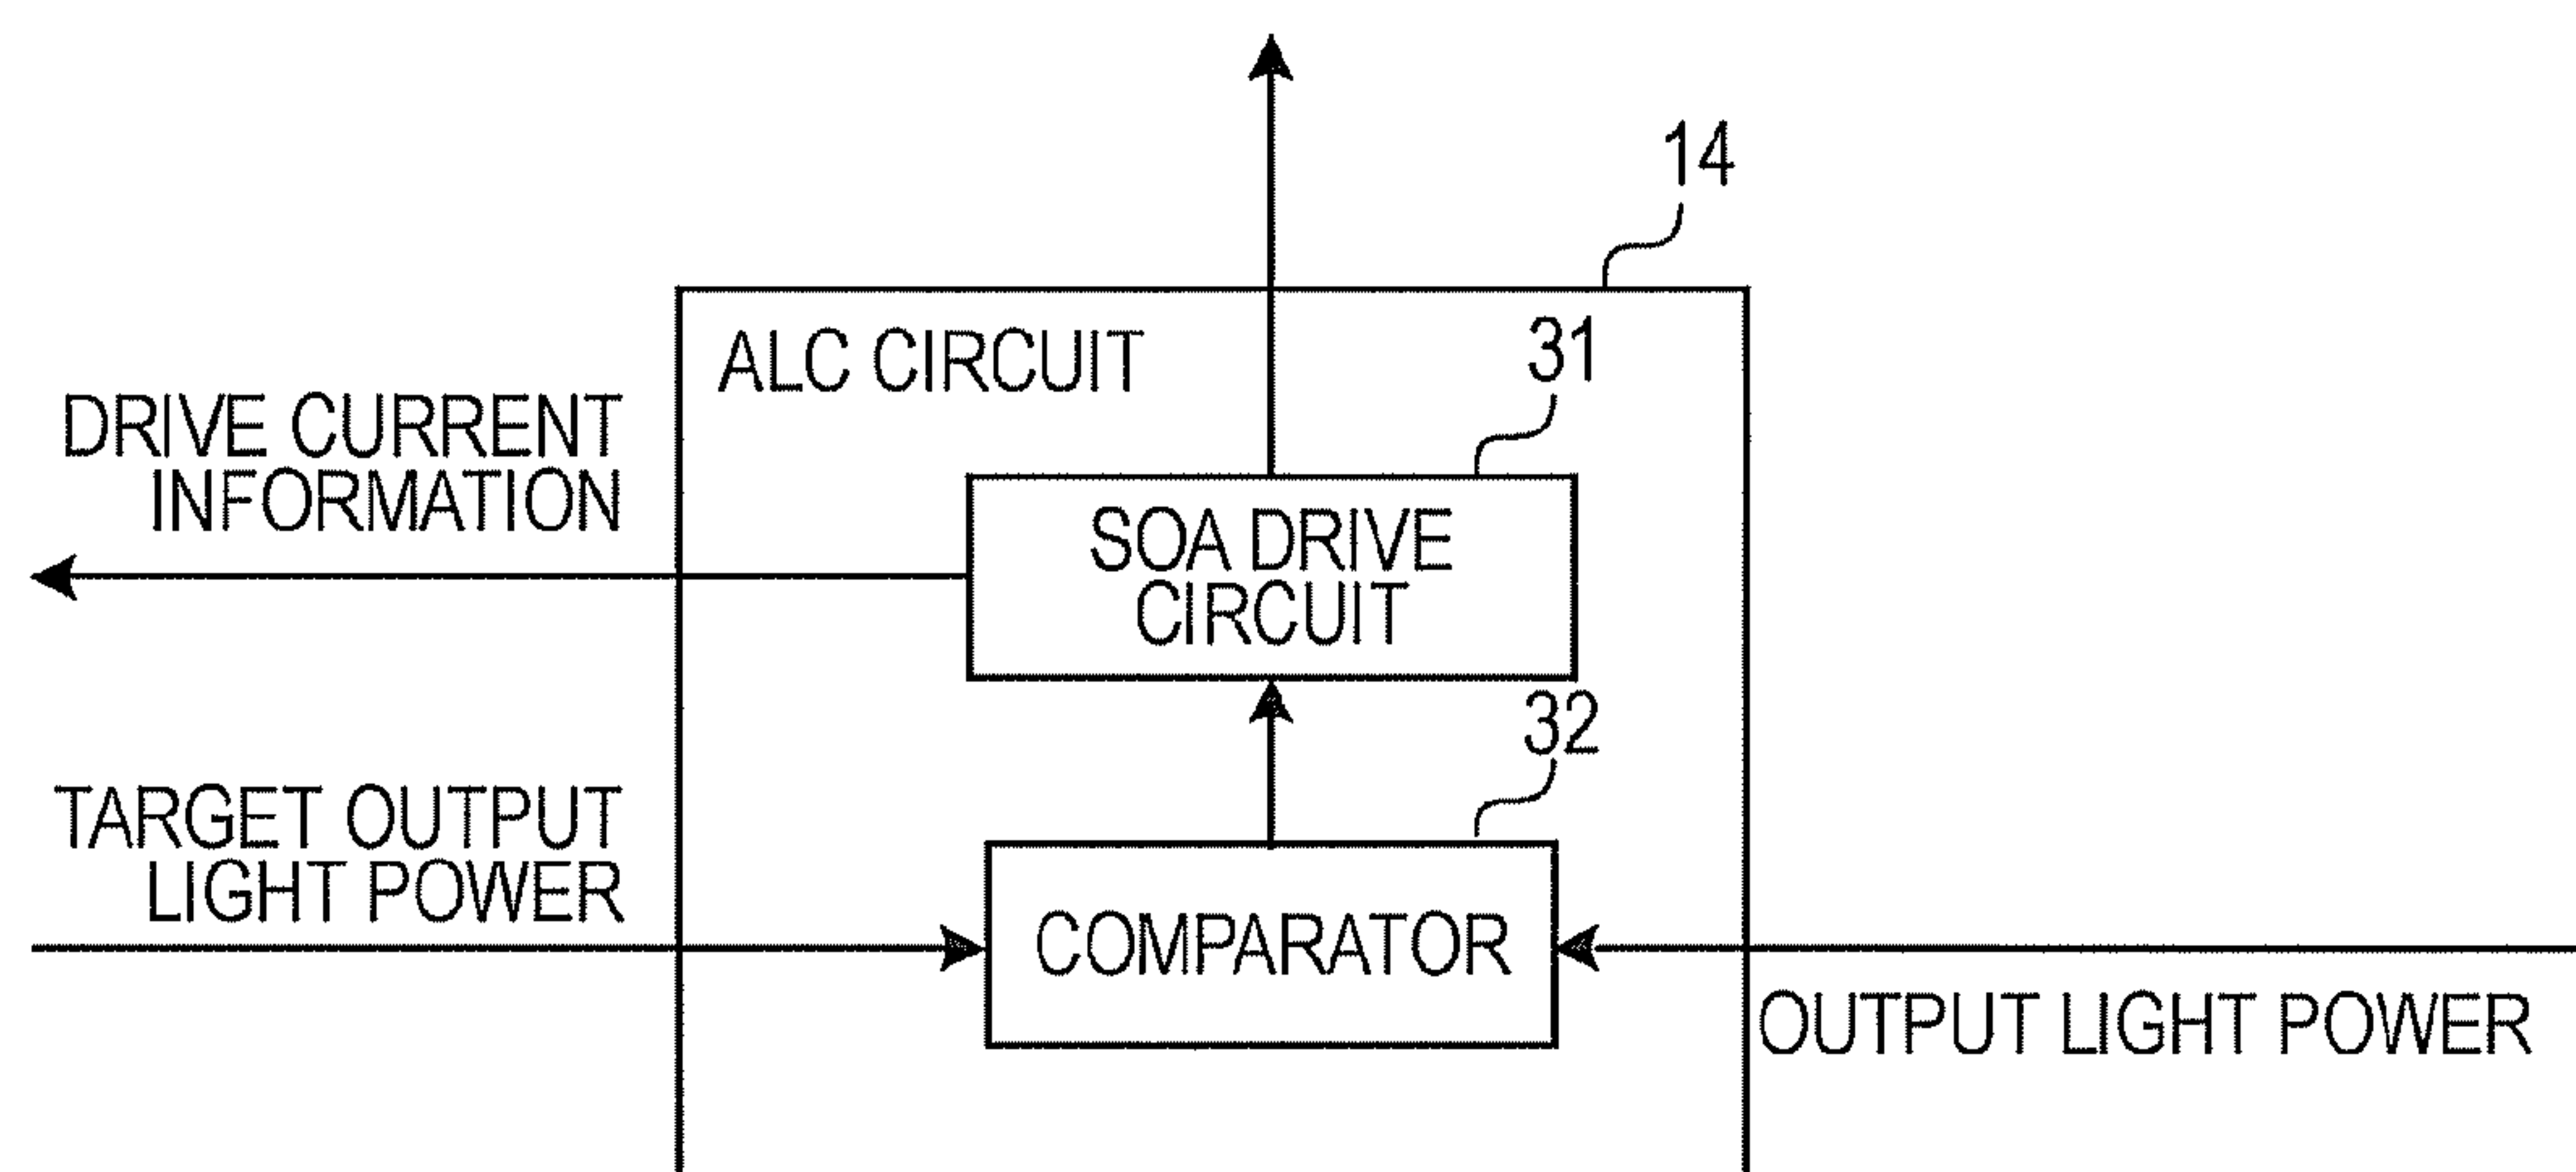 14
ALC CIRCUIT
31
DRIVE CURRENT
INFORMATION
SOA DRIVE
CIRCUIT
32
TARGET OUTPUT
LIGHT POWER
COMPARATOR
OUTPUT LIGHT POWER